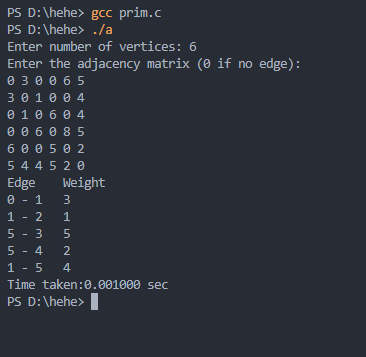 PS D:\hehe> gcc prim.c
PS D:\hehe> ./a
Enter number of vertices: 6
Enter the adjacency matrix (0 if no edge):
0 3 0 0 6 5
3 0 1 0 0 4
0 1 0 6 0 4
0 0 6 0 8 5
6 0 0 5 0 2
5 4 4 5 2 0
Edge    Weight
0 - 1   3
1 - 2   1
5 - 3   5
5 - 4   2
1 - 5   4
Time taken:0.001000 sec
PS D:\hehe>